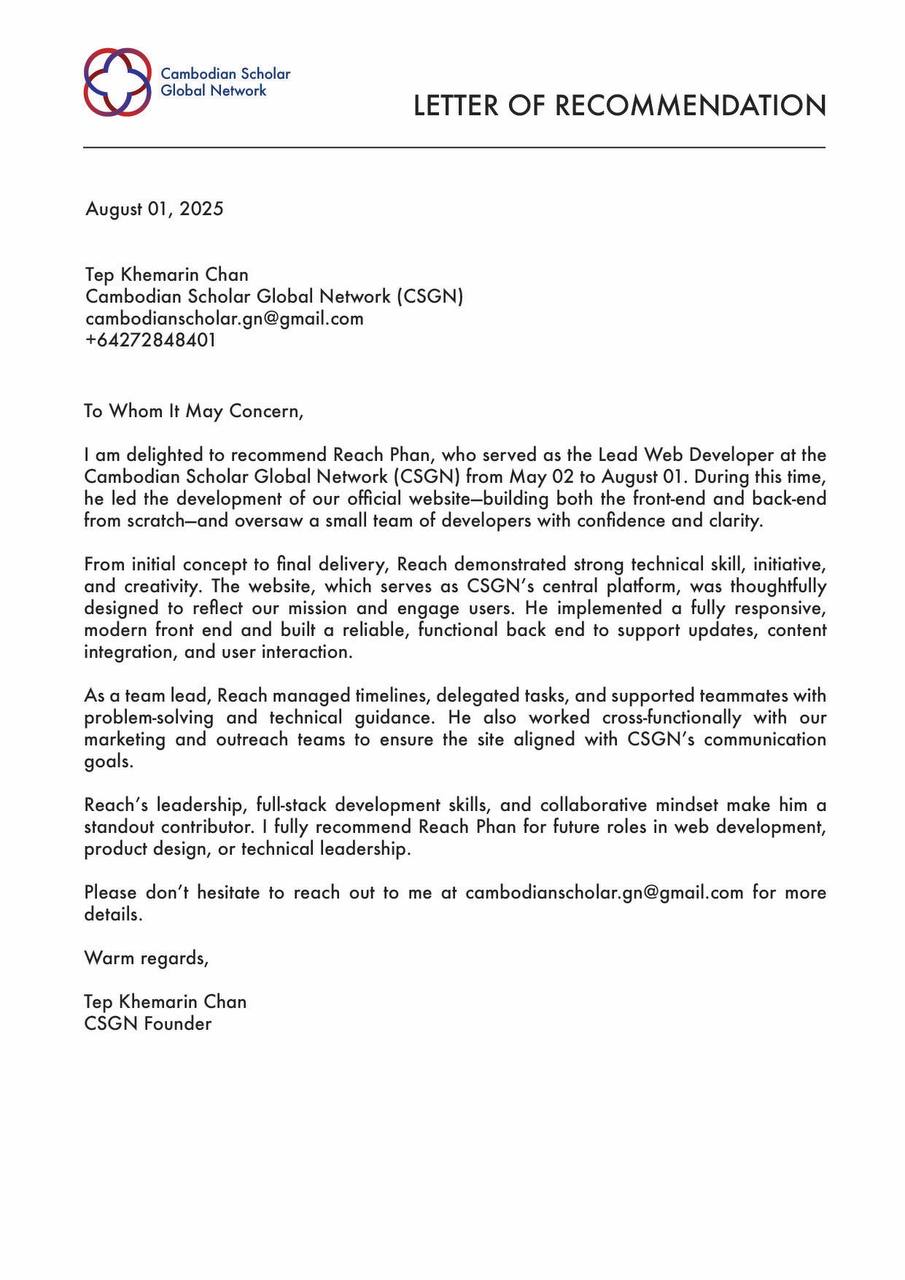 Cambodian Scholar
Global Network
LETTER OF RECOMMENDATION
August 01, 2025
Tep Khemarin Chan
Cambodian Scholar Global Network (CSGN)
cambodianscholar.gn@gmail.com
+64272848401
To Whom It May Concern,
I am delighted to recommend Reach Phan, who served as the Lead Web Developer at the
Cambodian Scholar Global Network (CSGN) from May 02 to August 01. During this time,
he led the development of our official website—building both the front-end and back-end
from scratch—and oversaw a small team of developers with confidence and clarity.
From initial concept to final delivery, Reach demonstrated strong technical skill, initiative,
and creativity. The website, which serves as CSGN’s central platform, was thoughtfully
designed to reflect our mission and engage users. He implemented a fully responsive,
modern front end and built a reliable, functional back end to support updates, content
integration, and user interaction.
As a team lead, Reach managed timelines, delegated tasks, and supported teammates with
problem-solving and technical guidance. He also worked cross-functionally with our
marketing and outreach teams to ensure the site aligned with CSGN’s communication
goals.
Reach’s leadership, full-stack development skills, and collaborative mindset make him a
standout contributor. I fully recommend Reach Phan for future roles in web development,
product design, or technical leadership.
Please don’t hesitate to reach out to me at cambodianscholar.gn@gmail.com for more
details.
Warm regards,
Tep Khemarin Chan
CSGN Founder